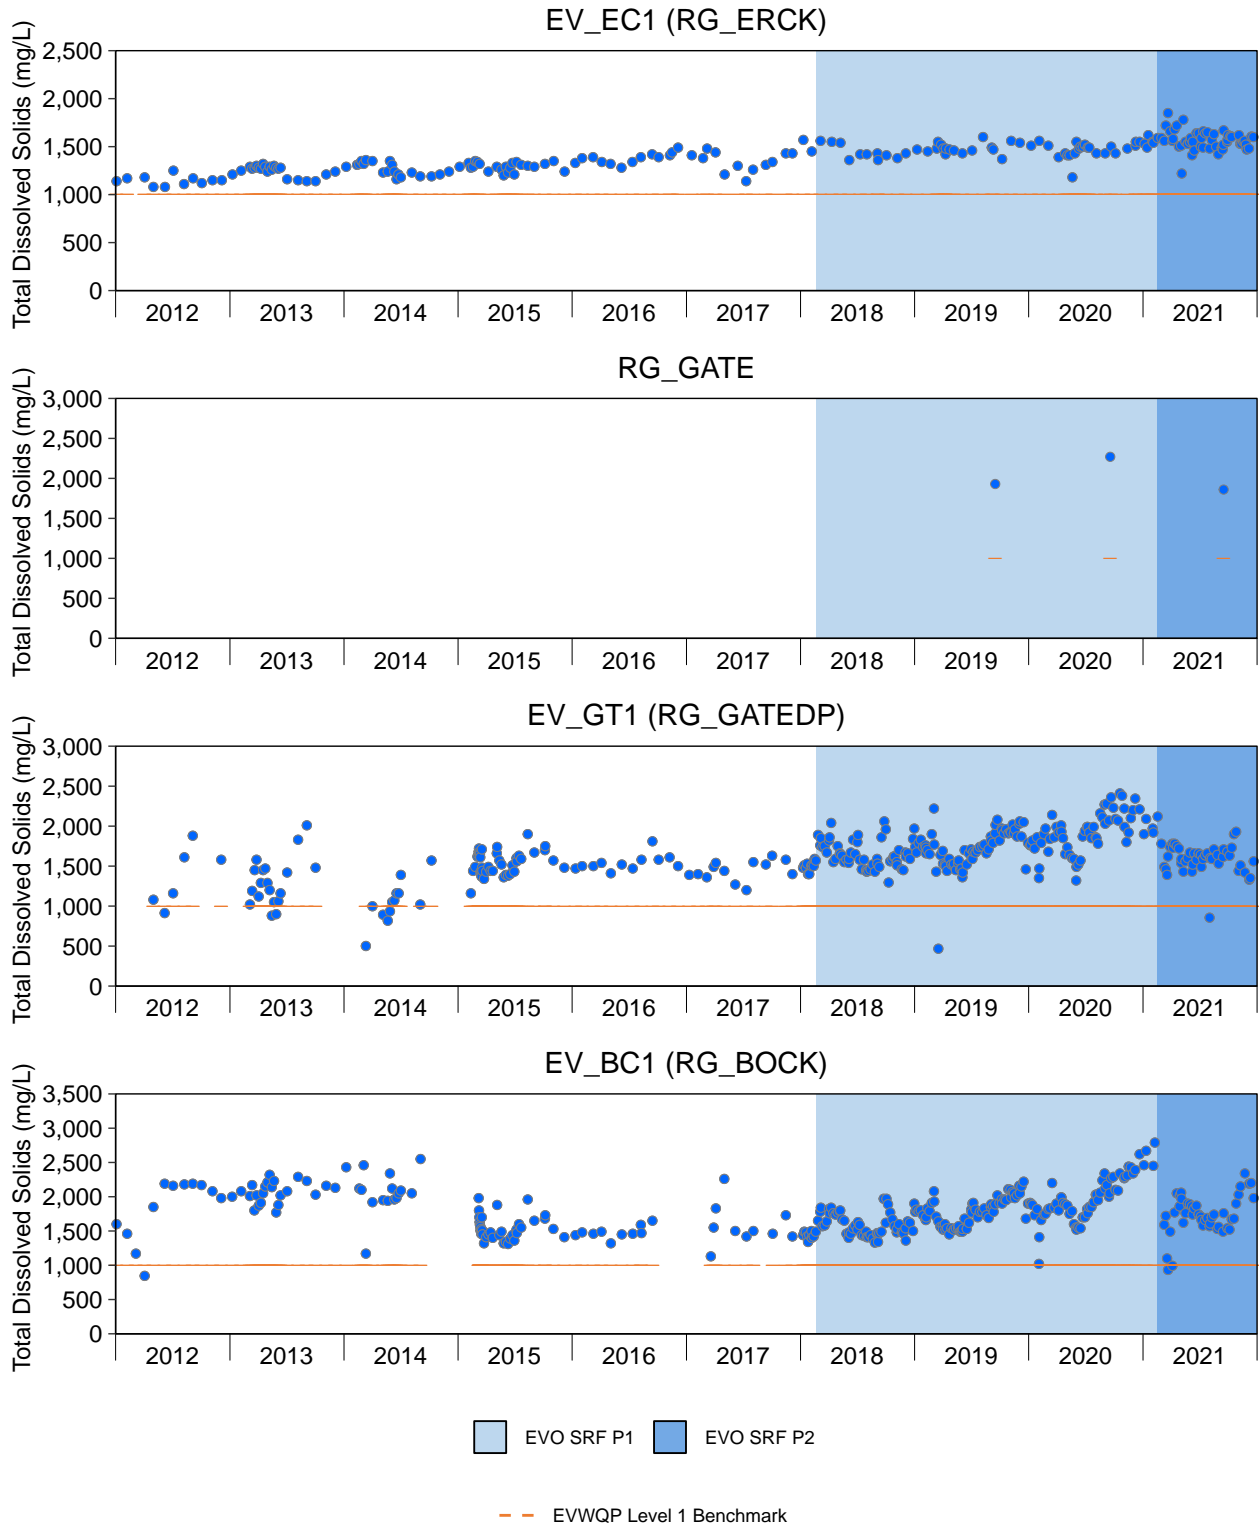 EV_EC1 (RG_ERCK)
Total Dissolved Solids (mg/L)
2,500
2,000
1,500
1,000
500
0
2012 2013 2014 2015 2016 2017 2018 2019 2020 2021
RG_GATE
Total Dissolved Solids (mg/L)
3,000
2,500
2,000
1,500
1,000
500
0
2012 2013 2014 2015 2016 2017 2018 2019 2020 2021
EV_GT1 (RG_GATEDP)
Total Dissolved Solids (mg/L)
3,000
2,500
2,000
1,500
1,000
500
0
2012 2013 2014 2015 2016 2017 2018 2019 2020 2021
EV_BC1 (RG_BOCK)
Total Dissolved Solids (mg/L)
3,500
3,000
2,500
2,000
1,500
1,000
500
0
2012 2013 2014 2015 2016 2017 2018 2019 2020 2021
EVO SRF P1 EVO SRF P2
EVWQP Level 1 Benchmark